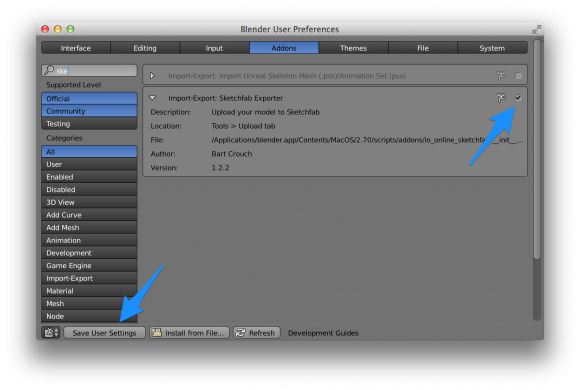 Blender User Preferences
Interface Editing Input Addons Themes File System
ske
Supported Level
Official
Community
Testing
Categories
All
User
Enabled
Disabled
3D View
Add Curve
Add Mesh
Animation
Development
Game Engine
Import-Export
Material
Mesh
Node
Import-Export: Import Unreal Skeleton Mesh (.psk)/Animation Set (psa)
Import-Export: Sketchfab Exporter
Description: Upload your model to Sketchfab
Location: Tools > Upload tab
File: /Applications/blender.app/Contents/MacOS/2.70/scripts/addons/io_online_sketchfab/__init__...
Author: Bart Crouch
Version: 1.2.2
Save User Settings Install from File... Refresh Development Guides